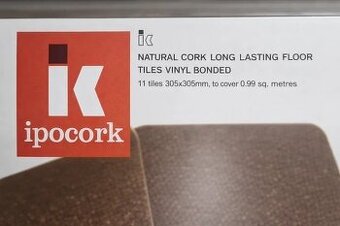 ik
NATURAL CORK LONG LASTING FLOOR
TILES VINYL BONDED
11 tiles 305x305mm, to cover 0.99 sq. metres
ik
ipocork